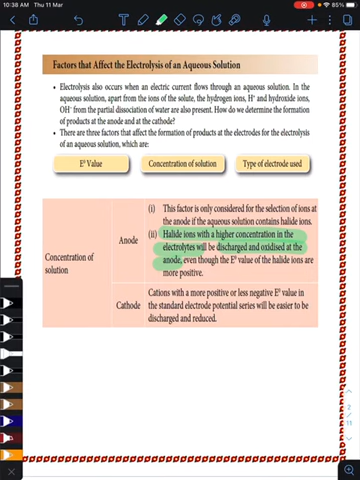 10:38 AM Thu 11 Mar
85%
Factors that Affect the Electrolysis of an Aqueous Solution
• Electrolysis also occurs when an electric current flows through an aqueous solution. In the
aqueous solution, apart from the ions of the solute, the hydrogen ions, H⁺ and hydroxide ions,
OH⁻ from the partial dissociation of water are also present. How do we determine the formation
of products at the anode and at the cathode?
• There are three factors that affect the formation of products at the electrodes for the electrolysis
of an aqueous solution, which are:
E⁰ Value
Concentration of solution
Type of electrode used
Concentration of
solution
Anode
(i) This factor is only considered for the selection of ions at
the anode if the aqueous solution contains halide ions.
(ii) Halide ions with a higher concentration in the
electrolytes will be discharged and oxidised at the
anode, even though the E⁰ value of the halide ions are
more positive.
Cathode
Cations with a more positive or less negative E⁰ value in
the standard electrode potential series will be easier to be
discharged and reduced.
2
11